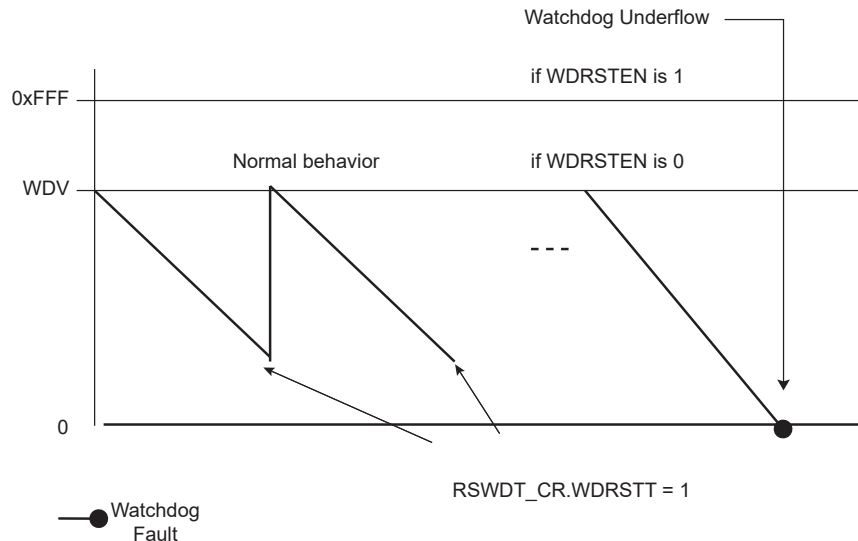 Watchdog Underflow
if WDRSTEN is 1
0xFFF
Normal behavior
if WDRSTEN is 0
WDV
0
RSWDT_CR.WDRSTT = 1
Watchdog
Fault